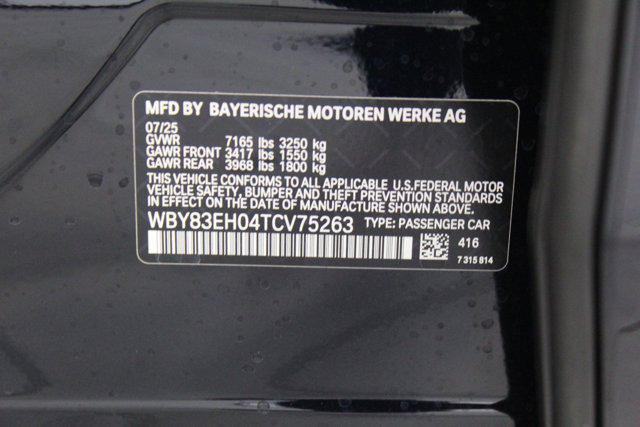 MFD BY BAYERISCHE MOTOREN WERKE AG
07/25
GVWR 7165 lbs 3250 kg
GAWR FRONT 3417 lbs 1550 kg
GAWR REAR 3968 lbs 1800 kg
THIS VEHICLE CONFORMS TO ALL APPLICABLE U.S.FEDERAL MOTOR
VEHICLE SAFETY, BUMPER AND THEFT PREVENTION STANDARDS
IN EFFECT ON THE DATE OF MANUFACTURE SHOWN ABOVE.
WBY83EH04TCV75263 TYPE: PASSENGER CAR
416
7 315 814